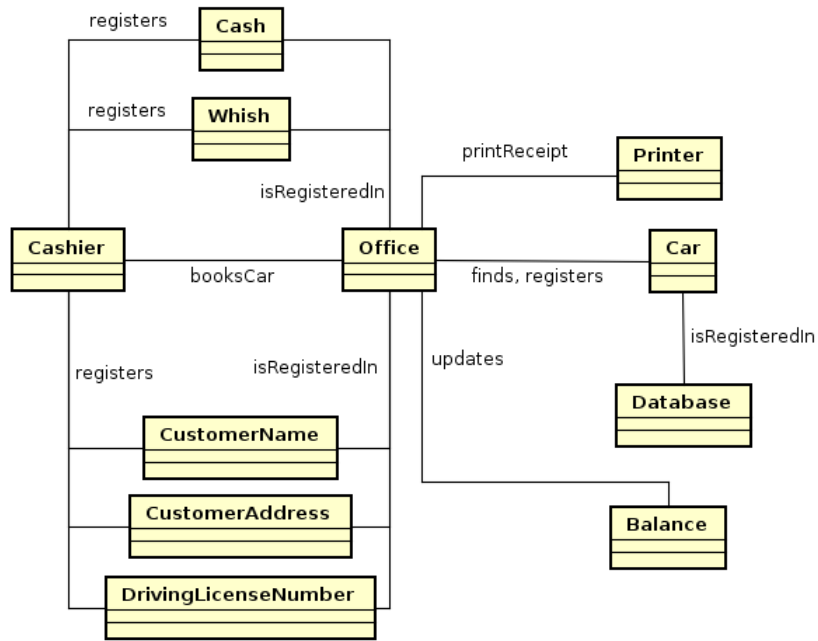 registers
Cash
registers
Whish
printReceipt
Printer
isRegisteredIn
Cashier
Office
Car
booksCar
finds, registers
isRegisteredIn
updates
isRegisteredIn
registers
Database
CustomerName
CustomerAddress
Balance
DrivingLicenseNumber